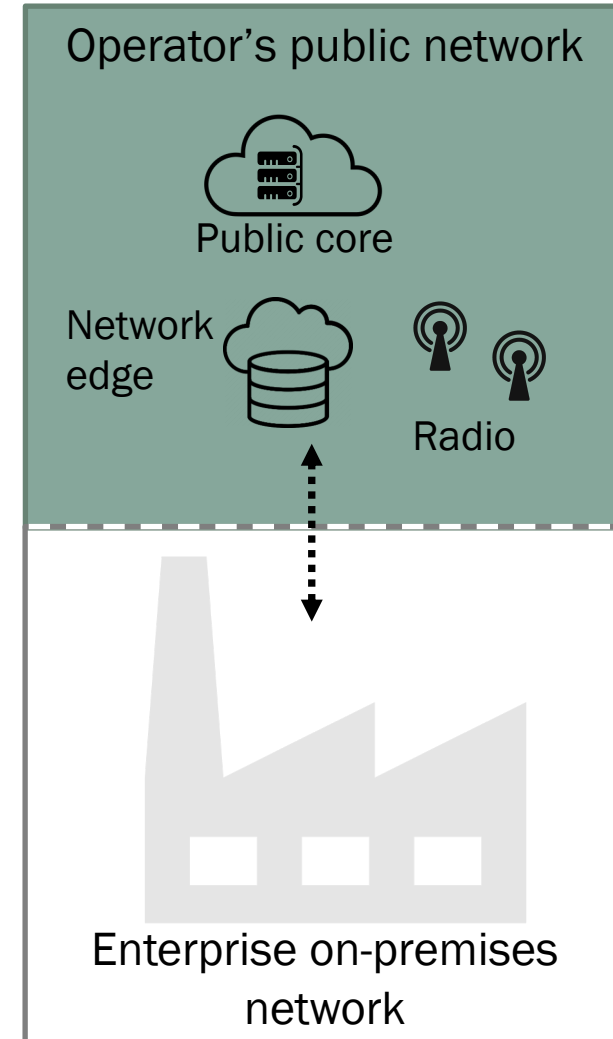 Operator’s public network
Public core
Network
edge
Radio
Enterprise on-premises
network